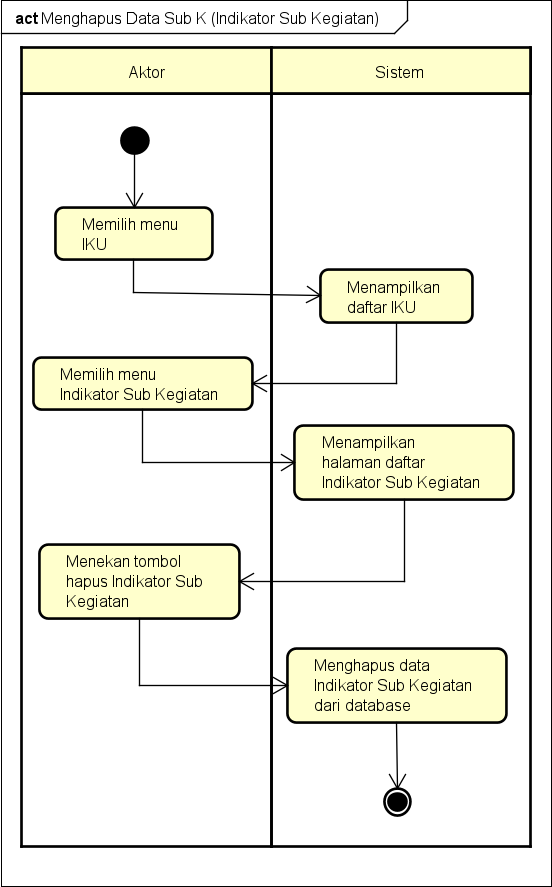 act Menghapus Data Sub K (Indikator Sub Kegiatan)
Aktor
Sistem
Memilih menu
IKU
Menampilkan
daftar IKU
Memilih menu
Indikator Sub Kegiatan
Menampilkan
halaman daftar
Indikator Sub Kegiatan
Menekan tombol
hapus Indikator Sub
Kegiatan
Menghapus data
Indikator Sub Kegiatan
dari database